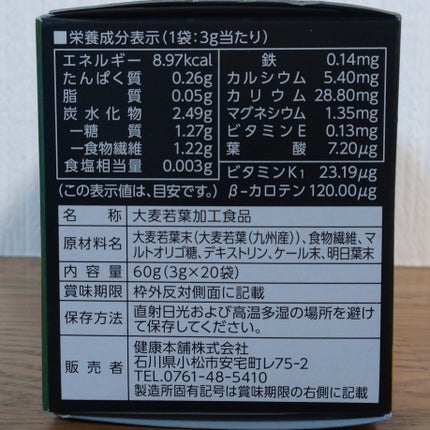 ■栄養成分表示(1袋:3g当たり)
エネルギー 8.97kcal
たんぱく質 0.26g
脂質 0.05g
炭水化物 2.49g
ー糖質 1.27g
ー食物繊維 1.22g
食塩相当量 0.003g
(この表示値は、目安です。)
鉄 0.14mg
カルシウム 5.40mg
カリウム 28.80mg
マグネシウム 1.35mg
ビタミンE 0.13mg
葉酸 7.20μg
ビタミンK₁ 23.19μg
β-カロテン 120.00μg
名称 大麦若葉加工食品
原材料名 大麦若葉末(大麦若葉(九州産))、食物繊維、マ
ルトオリゴ糖、デキストリン、ケール末、明日葉末
内容量 60g(3g×20袋)
賞味期限 枠外反対側面に記載
保存方法 直射日光および高温多湿の場所を避け
て保存してください。
販売者 健康本舗株式会社
石川県小松市安宅町レ75-2
TEL.0761-48-5410
製造所固有記号は賞味期限の右側に記載